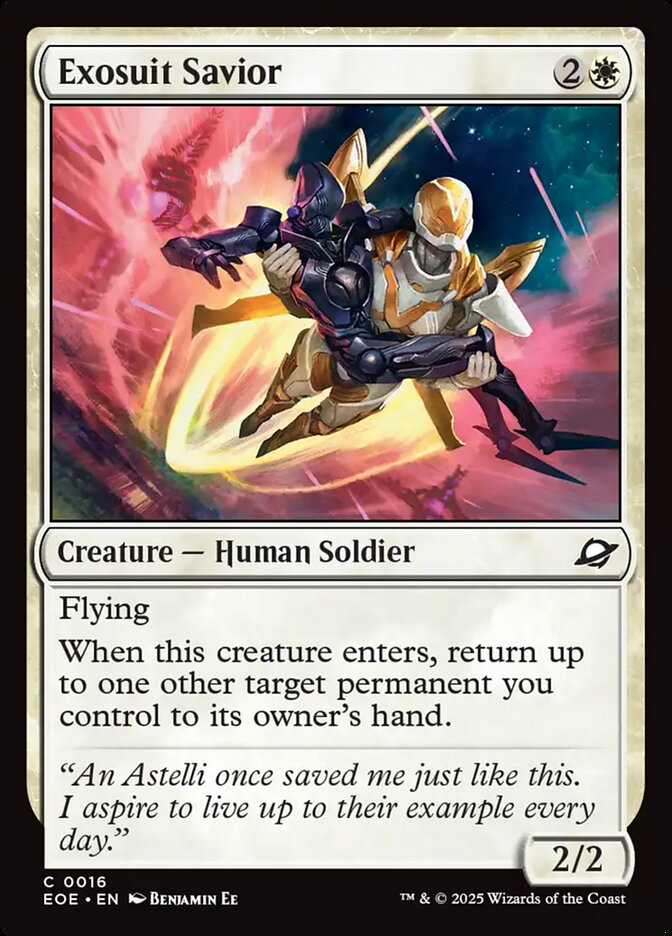 Exosuit Savior 2
Creature — Human Soldier
Flying
When this creature enters, return up
to one other target permanent you
control to its owner's hand.
“An Astelli once saved me just like this.
I aspire to live up to their example every
day.”
2/2
C 0016
EOE • EN Benjamin Ee
™ & © 2025 Wizards of the Coast